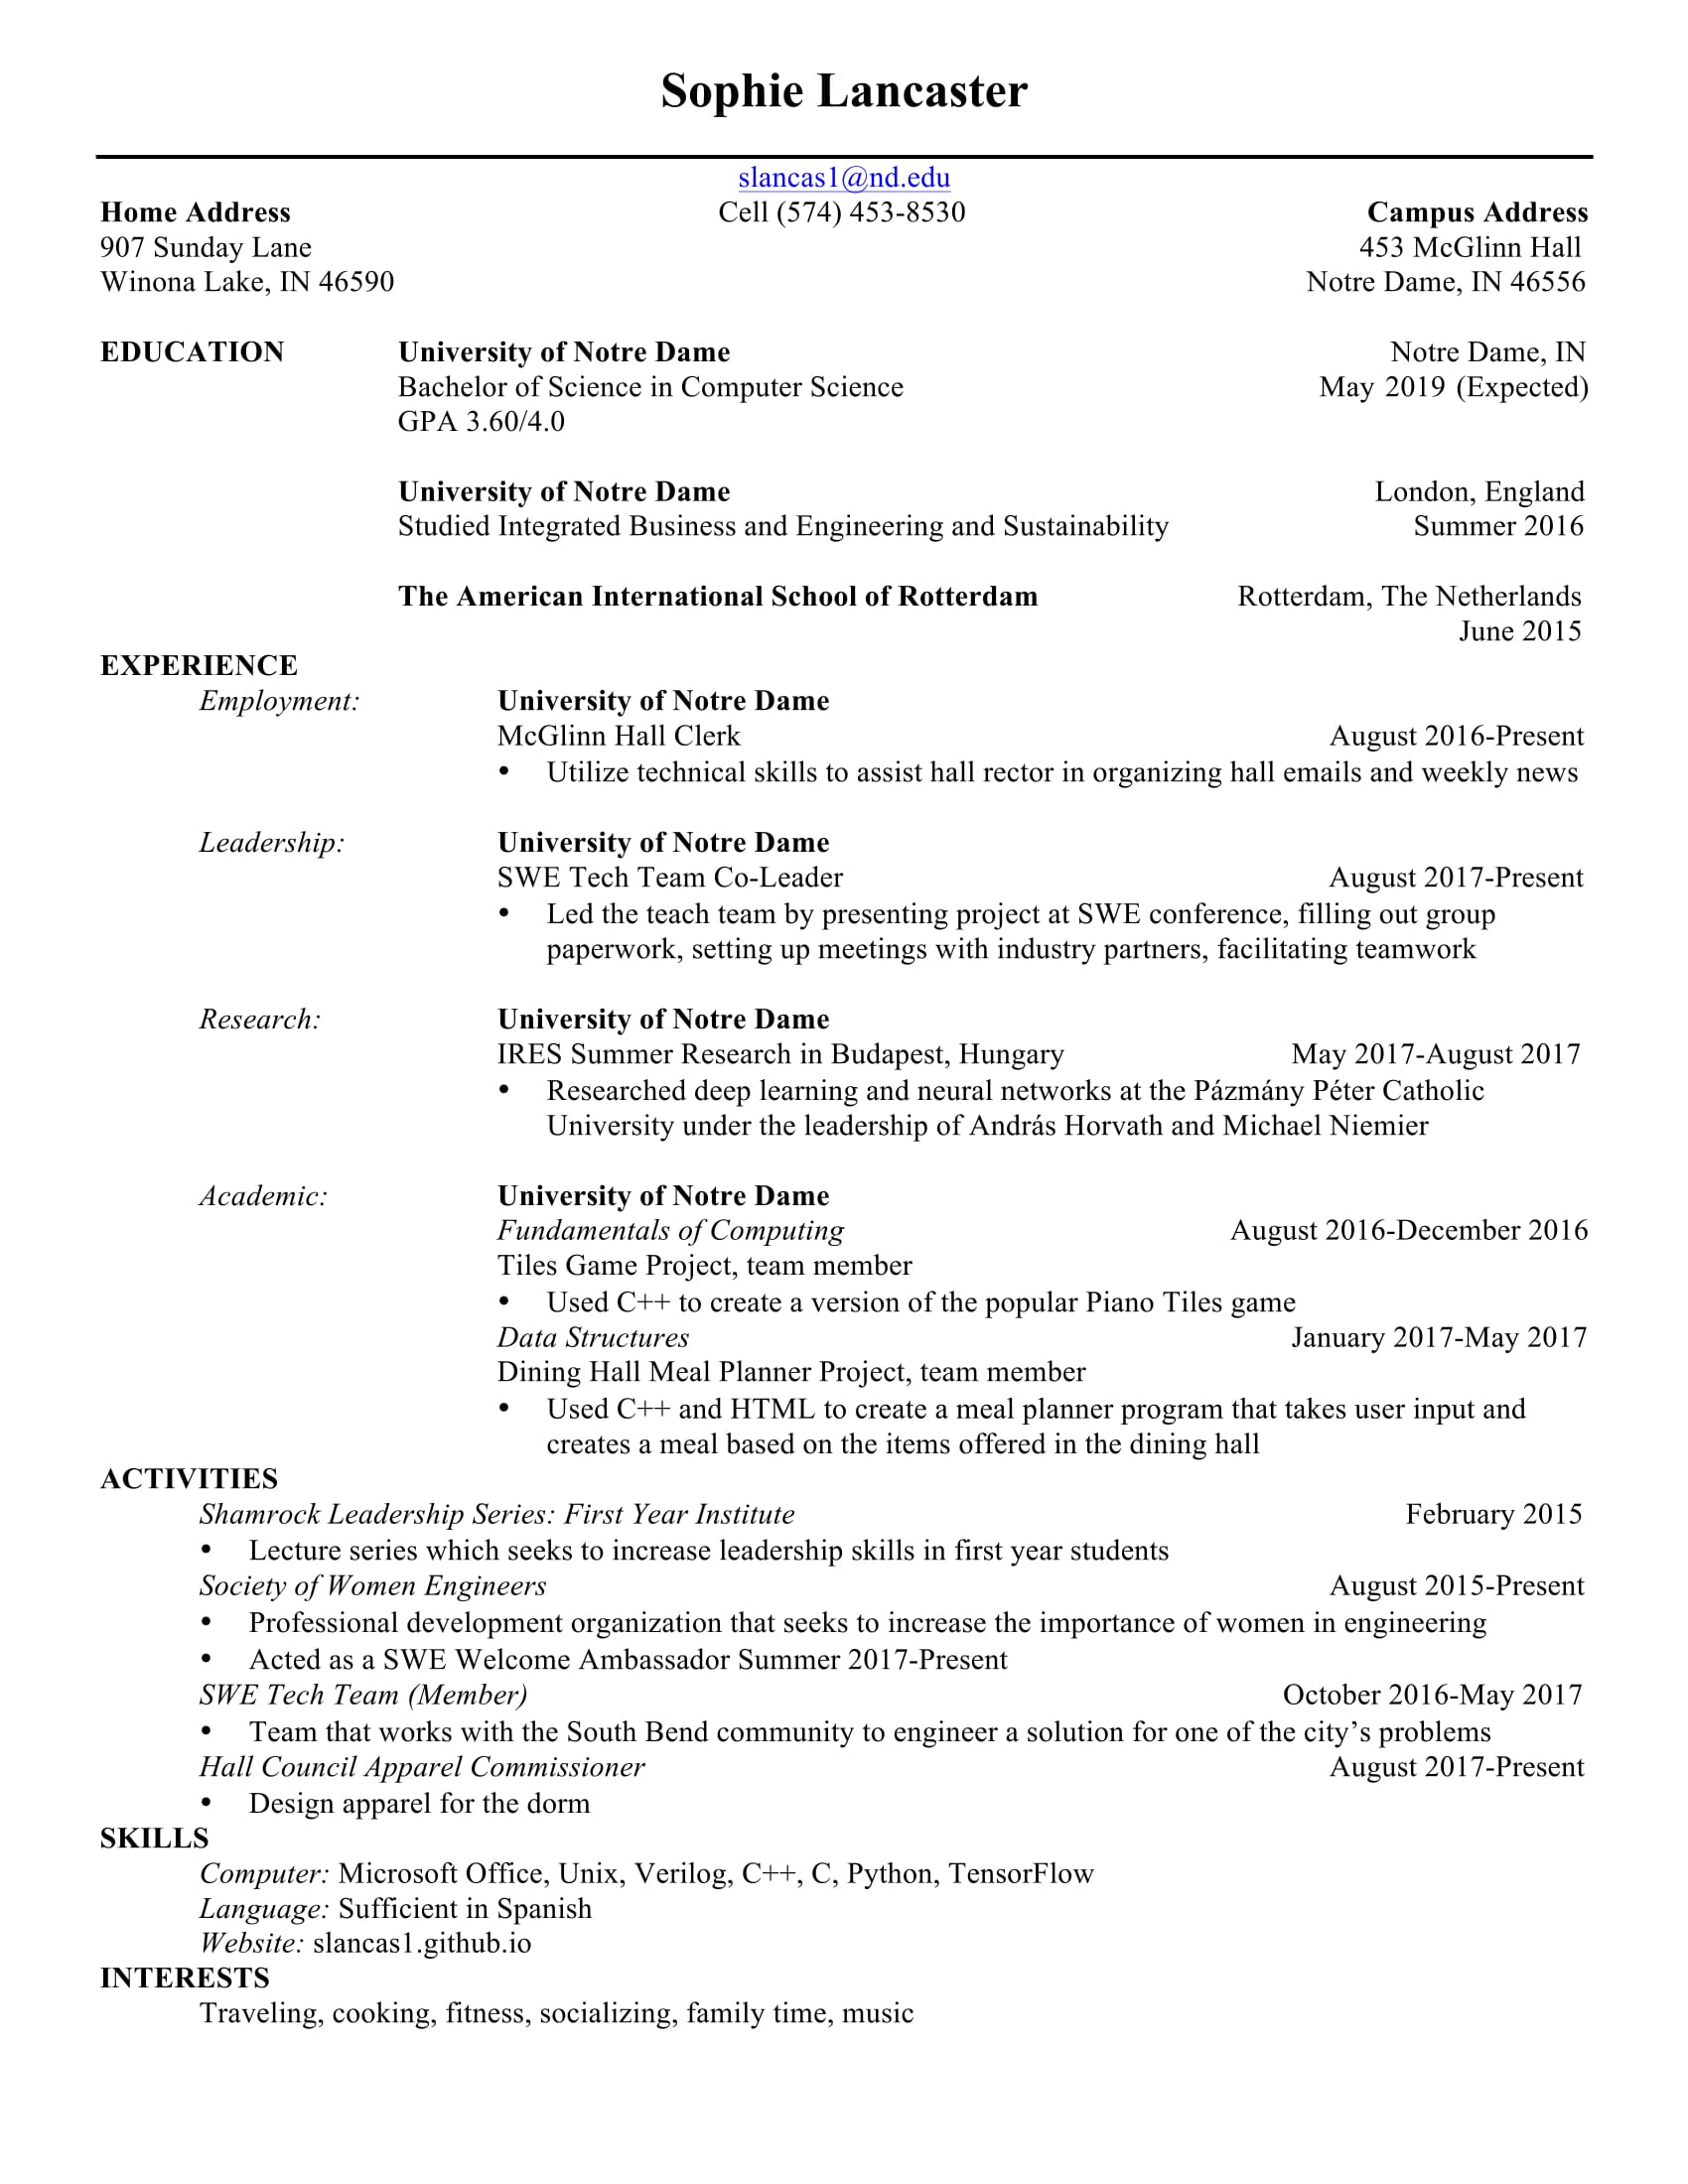 Sophie Lancaster
slancas1@nd.edu
Home Address Cell (574) 453-8530 Campus Address
907 Sunday Lane 453 McGlinn Hall
Winona Lake, IN 46590 Notre Dame, IN 46556
EDUCATION University of Notre Dame Notre Dame, IN
Bachelor of Science in Computer Science May 2019 (Expected)
GPA 3.60/4.0
University of Notre Dame London, England
Studied Integrated Business and Engineering and Sustainability Summer 2016
The American International School of Rotterdam Rotterdam, The Netherlands
June 2015
EXPERIENCE
Employment: University of Notre Dame
McGlinn Hall Clerk August 2016-Present
• Utilize technical skills to assist hall rector in organizing hall emails and weekly news
Leadership: University of Notre Dame
SWE Tech Team Co-Leader August 2017-Present
• Led the teach team by presenting project at SWE conference, filling out group
paperwork, setting up meetings with industry partners, facilitating teamwork
Research: University of Notre Dame
IRES Summer Research in Budapest, Hungary May 2017-August 2017
• Researched deep learning and neural networks at the Pázmány Péter Catholic
University under the leadership of András Horvath and Michael Niemier
Academic: University of Notre Dame
Fundamentals of Computing August 2016-December 2016
Tiles Game Project, team member
• Used C++ to create a version of the popular Piano Tiles game
Data Structures January 2017-May 2017
Dining Hall Meal Planner Project, team member
• Used C++ and HTML to create a meal planner program that takes user input and
creates a meal based on the items offered in the dining hall
ACTIVITIES
Shamrock Leadership Series: First Year Institute February 2015
• Lecture series which seeks to increase leadership skills in first year students
Society of Women Engineers August 2015-Present
• Professional development organization that seeks to increase the importance of women in engineering
• Acted as a SWE Welcome Ambassador Summer 2017-Present
SWE Tech Team (Member) October 2016-May 2017
• Team that works with the South Bend community to engineer a solution for one of the city’s problems
Hall Council Apparel Commissioner August 2017-Present
• Design apparel for the dorm
SKILLS
Computer: Microsoft Office, Unix, Verilog, C++, C, Python, TensorFlow
Language: Sufficient in Spanish
Website: slancas1.github.io
INTERESTS
Traveling, cooking, fitness, socializing, family time, music